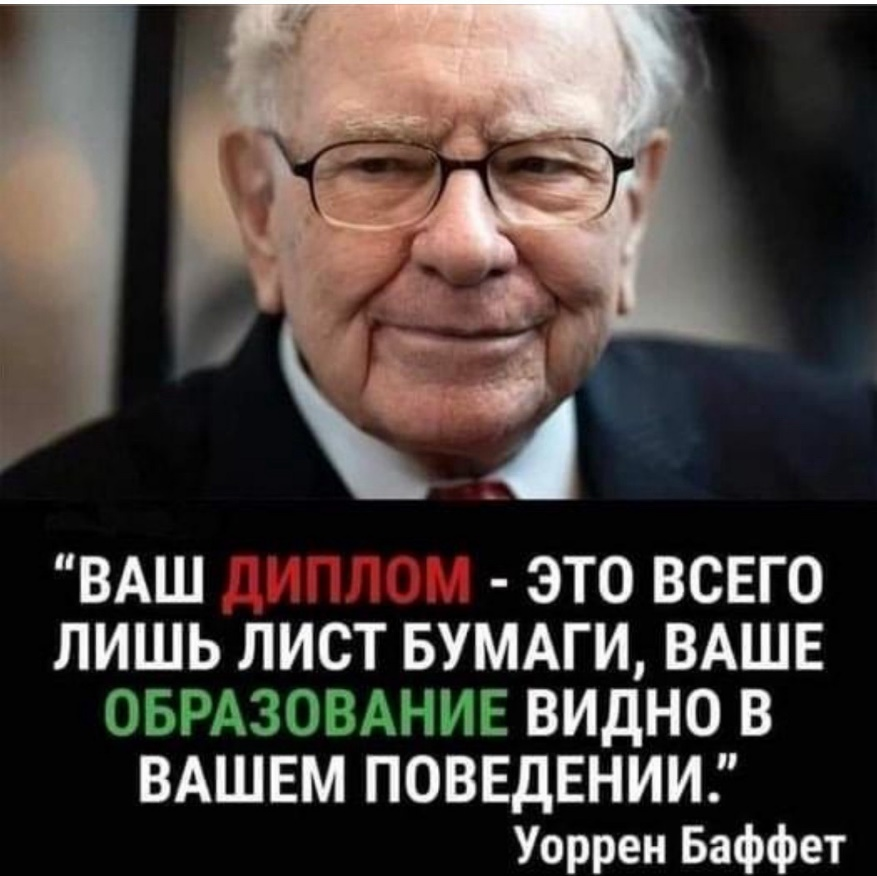 “ВАШ ДИПЛОМ - ЭТО ВСЕГО
ЛИШЬ ЛИСТ БУМАГИ, ВАШЕ
ОБРАЗОВАНИЕ ВИДНО В
ВАШЕМ ПОВЕДЕНИИ.”
Уоррен Баффет